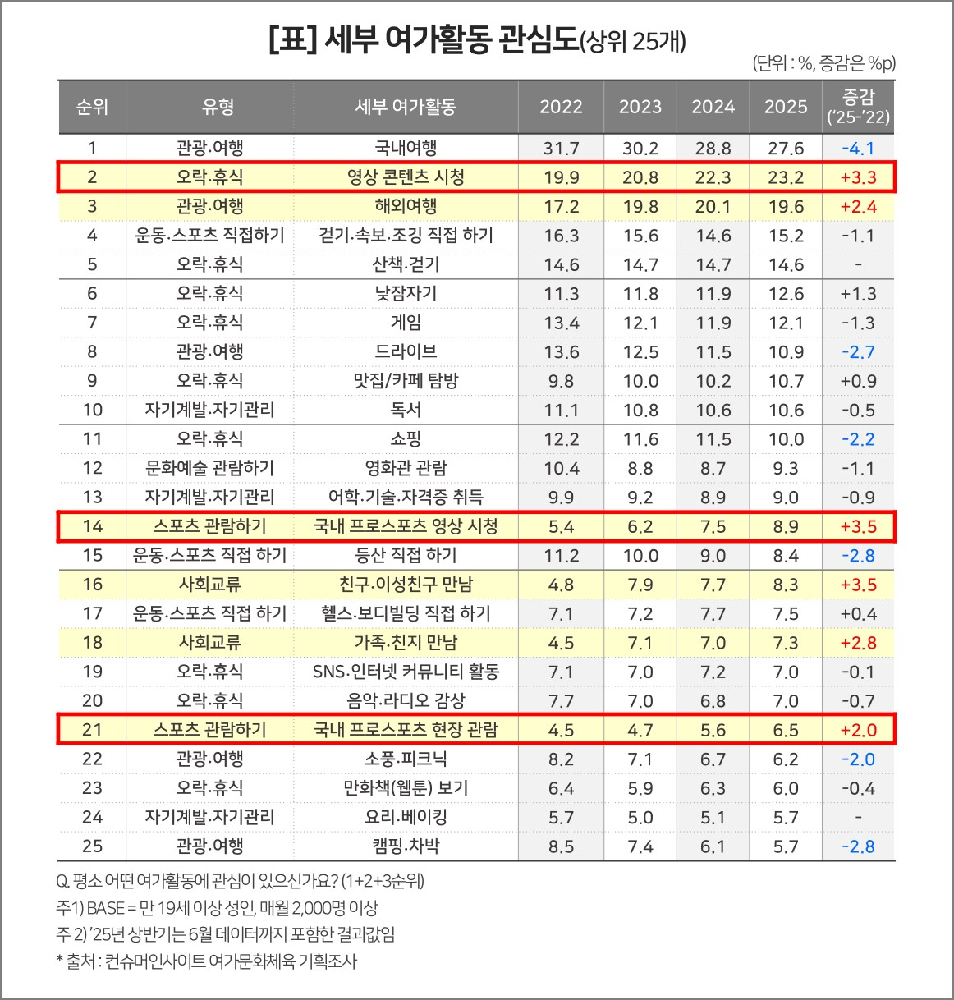 [표] 세부 여가활동 관심도(상위 25개)
(단위 : %, 증감은 %p)
순위 유형 세부 여가활동 2022 2023 2024 2025 증감 (‘25-’22)
1 관광·여행 국내여행 31.7 30.2 28.8 27.6 -4.1
2 오락·휴식 영상 콘텐츠 시청 19.9 20.8 22.3 23.2 +3.3
3 관광·여행 해외여행 17.2 19.8 20.1 19.6 +2.4
4 운동·스포츠 직접하기 걷기·속보·조깅 직접 하기 16.3 15.6 14.6 15.2 -1.1
5 오락·휴식 산책·걷기 14.6 14.7 14.7 14.6 -
6 오락·휴식 낮잠자기 11.3 11.8 11.9 12.6 +1.3
7 오락·휴식 게임 13.4 12.1 11.9 12.1 -1.3
8 관광·여행 드라이브 13.6 12.5 11.5 10.9 -2.7
9 오락·휴식 맛집/카페 탐방 9.8 10.0 10.2 10.7 +0.9
10 자기계발·자기관리 독서 11.1 10.8 10.6 10.6 -0.5
11 오락·휴식 쇼핑 12.2 11.6 11.5 10.0 -2.2
12 문화예술 관람하기 영화관 관람 10.4 8.8 8.7 9.3 -1.1
13 자기계발·자기관리 어학·기술·자격증 취득 9.9 9.2 8.9 9.0 -0.9
14 스포츠 관람하기 국내 프로스포츠 영상 시청 5.4 6.2 7.5 8.9 +3.5
15 운동·스포츠 직접 하기 등산 직접 하기 11.2 10.0 9.0 8.4 -2.8
16 사회교류 친구·이성친구 만남 4.8 7.9 7.7 8.3 +3.5
17 운동·스포츠 직접 하기 헬스·보디빌딩 직접 하기 7.1 7.2 7.7 7.5 +0.4
18 사회교류 가족·친지 만남 4.5 7.1 7.0 7.3 +2.8
19 오락·휴식 SNS·인터넷 커뮤니티 활동 7.1 7.0 7.2 7.0 -0.1
20 오락·휴식 음악·라디오 감상 7.7 7.0 6.8 7.0 -0.7
21 스포츠 관람하기 국내 프로스포츠 현장 관람 4.5 4.7 5.6 6.5 +2.0
22 관광·여행 소풍·피크닉 8.2 7.1 6.7 6.2 -2.0
23 오락·휴식 만화책(웹툰) 보기 6.4 5.9 6.3 6.0 -0.4
24 자기계발·자기관리 요리·베이킹 5.7 5.0 5.1 5.7 -
25 관광·여행 캠핑·차박 8.5 7.4 6.1 5.7 -2.8
Q. 평소 어떤 여가활동에 관심이 있으신가요? (1+2+3순위)
주1) BASE = 만 19세 이상 성인, 매월 2,000명 이상
주 2) ’25년 상반기는 6월 데이터까지 포함한 결과값임
* 출처 : 컨슈머인사이트 여가문화체육 기획조사